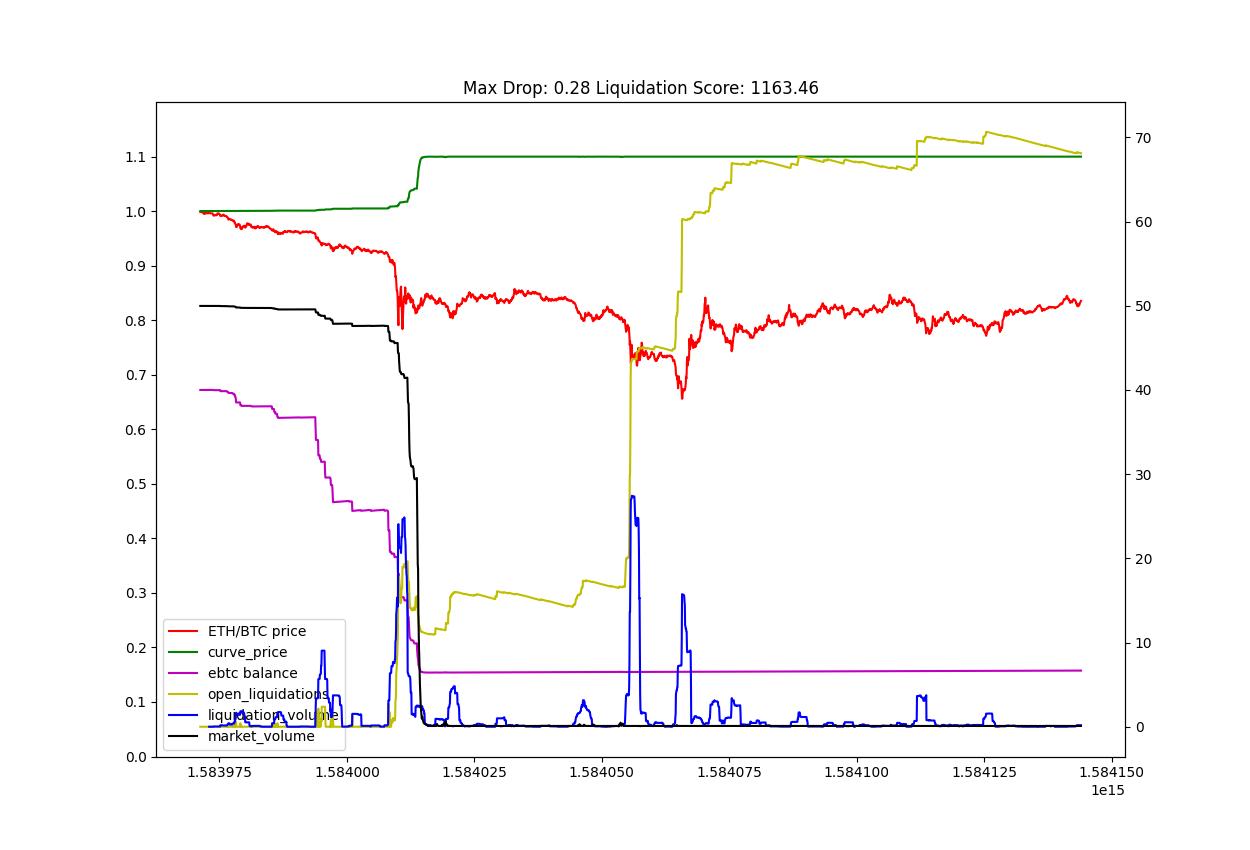 Max Drop: 0.28 Liquidation Score: 1163.46
1.1
1.0
0.9
0.8
0.7
0.6
0.5
0.4
0.3
0.2
0.1
0.0
70
60
50
40
30
20
10
0
ETH/BTC price
curve_price
ebtc balance
open_liquidations
liquidation_volume
market_volume
1.583975 1.584000 1.584025 1.584050 1.584075 1.584100 1.584125 1.584150
1e15